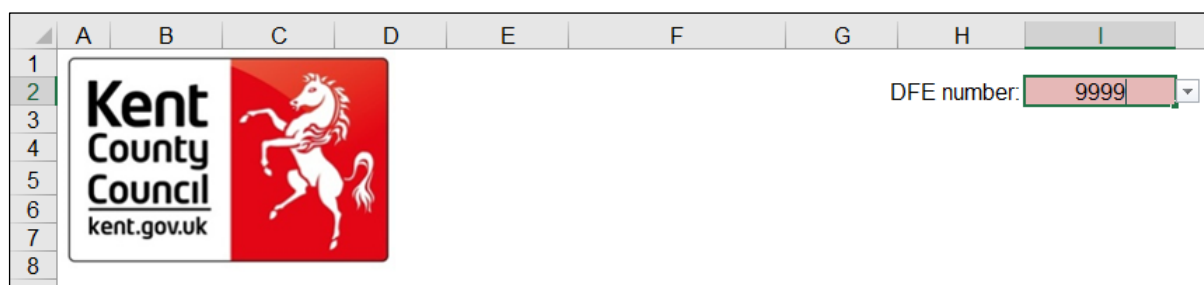 A B C D E F G H I
1
2 DFE number: 9999
3
4
5
6
7
8
Kent
County
Council
kent.gov.uk